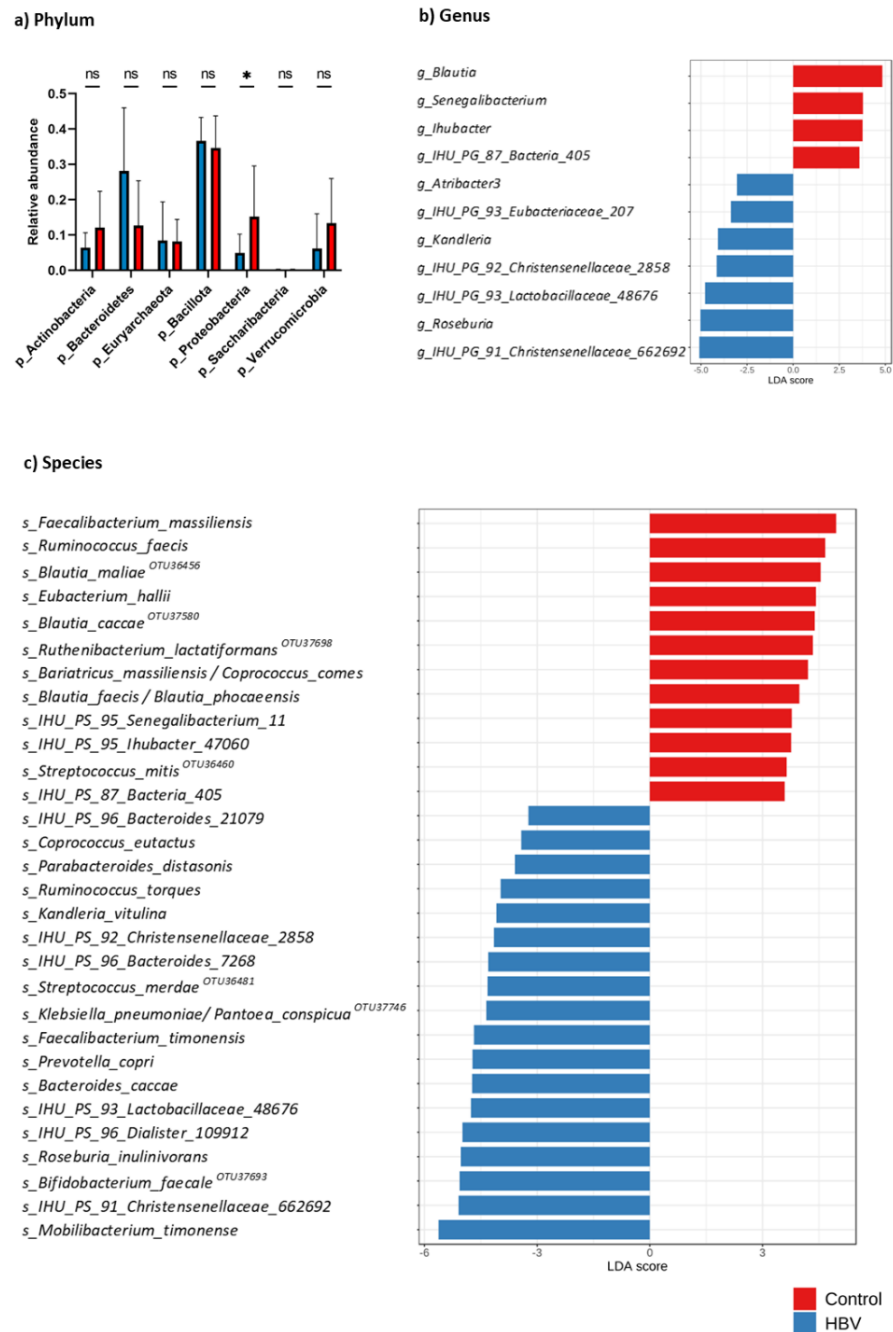 a) Phylum
ns ns ns ns * ns ns
Relative abundance
0.5
0.4
0.3
0.2
0.1
0.0
p_Actinobacteria
p_Bacteroidetes
p_Euryarchaeota
p_Bacillota
p_Proteobacteria
p_Saccharibacteria
p_Verrucomicrobia
b) Genus
g_Blautia
g_Senegalibacterium
g_Ihubacter
g_IHU_PG_87_Bacteria_405
g_Atribacter3
g_IHU_PG_93_Eubacteriaceae_207
g_Kandleria
g_IHU_PG_92_Christensenellaceae_2858
g_IHU_PG_93_Lactobacillaceae_48676
g_Roseburia
g_IHU_PG_91_Christensenellaceae_662692
-5.0 -2.5 0.0 2.5 5.0
LDA score
c) Species
s_Faecalibacterium_massiliensis
s_Ruminococcus_faecis
s_Blautia_maliae OTU36456
s_Eubacterium_hallii
s_Blautia_caccae OTU37580
s_Ruthenibacterium_lactatiformans OTU37698
s_Bariatricus_massiliensis / Coprococcus_comes
s_Blautia_faecis / Blautia_phocaeensis
s_IHU_PS_95_Senegalibacterium_11
s_IHU_PS_95_Ihubacter_47060
s_Streptococcus_mitis OTU36460
s_IHU_PS_87_Bacteria_405
s_IHU_PS_96_Bacteroides_21079
s_Coprococcus_eutactus
s_Parabacteroides_distasonis
s_Ruminococcus_torques
s_Kandleria_vitulina
s_IHU_PS_92_Christensenellaceae_2858
s_IHU_PS_96_Bacteroides_7268
s_Streptococcus_merdae OTU36481
s_Klebsiella_pneumoniae/ Pantoea_conspicua OTU37746
s_Faecalibacterium_timonensis
s_Prevotella_copri
s_Bacteroides_caccae
s_IHU_PS_93_Lactobacillaceae_48676
s_IHU_PS_96_Dialister_109912
s_Roseburia_inulinivorans
s_Bifidobacterium_faecale OTU37693
s_IHU_PS_91_Christensenellaceae_662692
s_Mobilibacterium_timonense
-6 -3 0 3
LDA score
Control
HBV